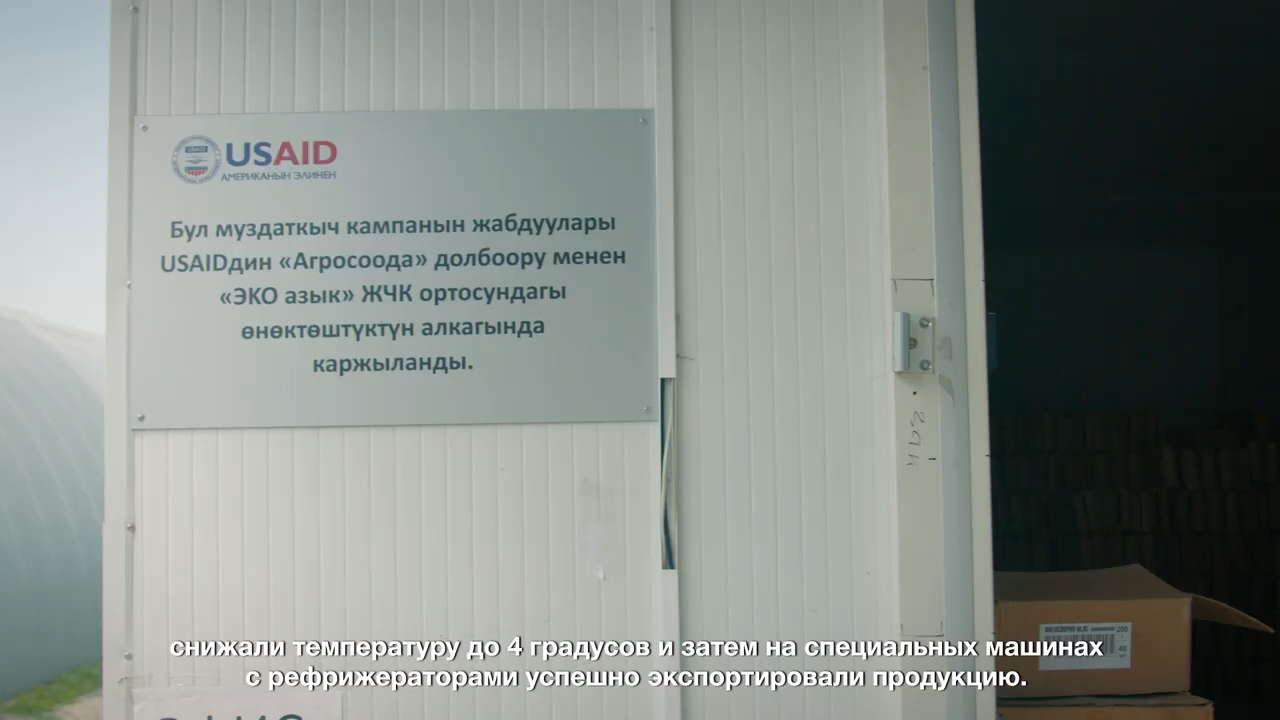 USAID
АМЕРИКАНЫН ЭЛИНЕН
Бул муздаткыч кампанын жабдуулары
USAIDдин «Агросоода» долбоору менен
«ЭКО азык» ЖЧК ортосундагы
өнөктөштүктүн алкагында
каржыланды.
200
снижали температуру до 4 градусов и затем на специальных машинах
с рефрижераторами успешно экспортировали продукцию.